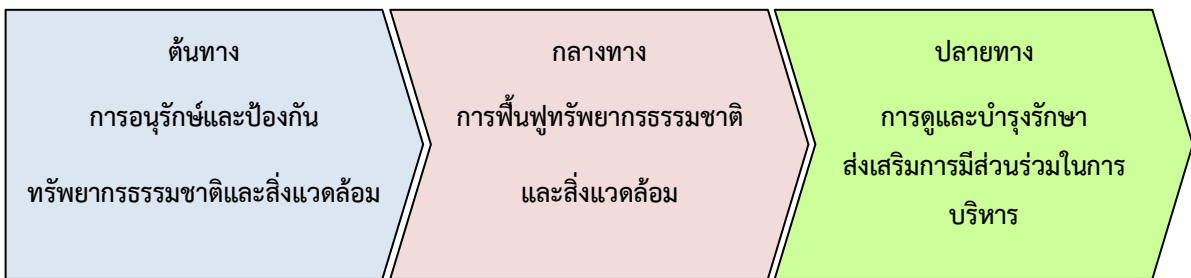 ต้นทาง
การอนุรักษ์และป้องกัน
ทรัพยากรธรรมชาติและสิ่งแวดล้อม
กลางทาง
การฟื้นฟูทรัพยากรธรรมชาติ
และสิ่งแวดล้อม
ปลายทาง
การดูและบำรุงรักษา
ส่งเสริมการมีส่วนร่วมในการ
บริหาร